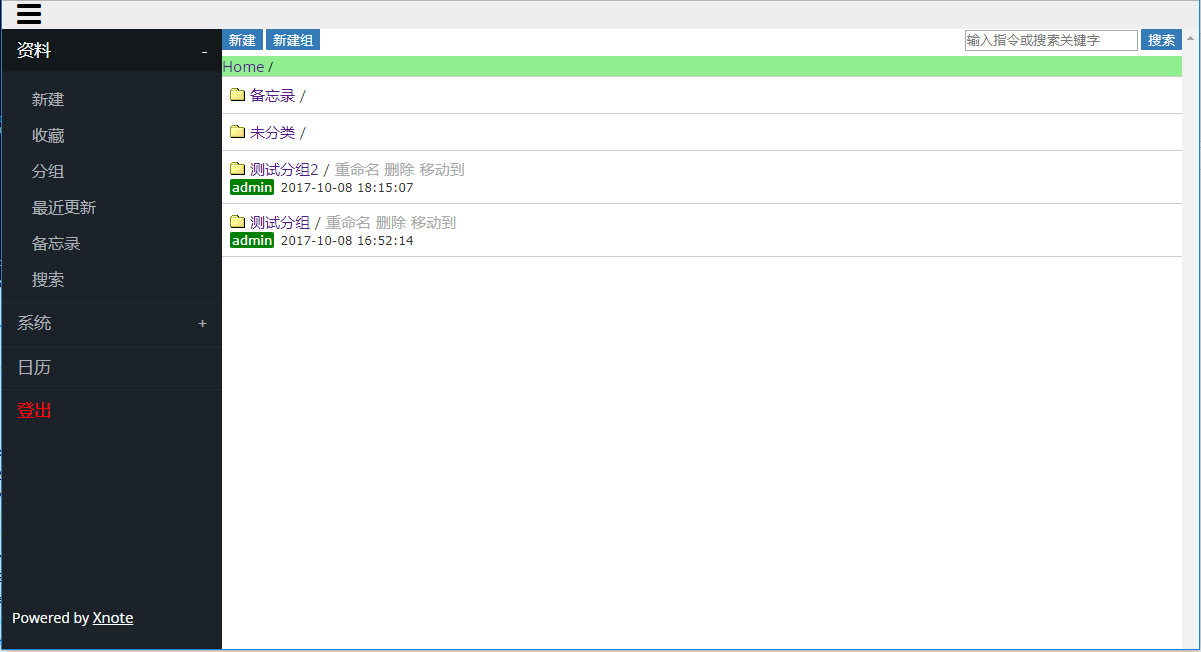 资料 -
新建
收藏
分组
最近更新
备忘录
搜索
系统 +
日历
登出
Powered by Xnote
新建 新建组 输入指令或搜索关键字 搜索
Home /
备忘录 /
未分类 /
测试分组2 / 重命名 删除 移动到
admin 2017-10-08 18:15:07
测试分组 / 重命名 删除 移动到
admin 2017-10-08 16:52:14